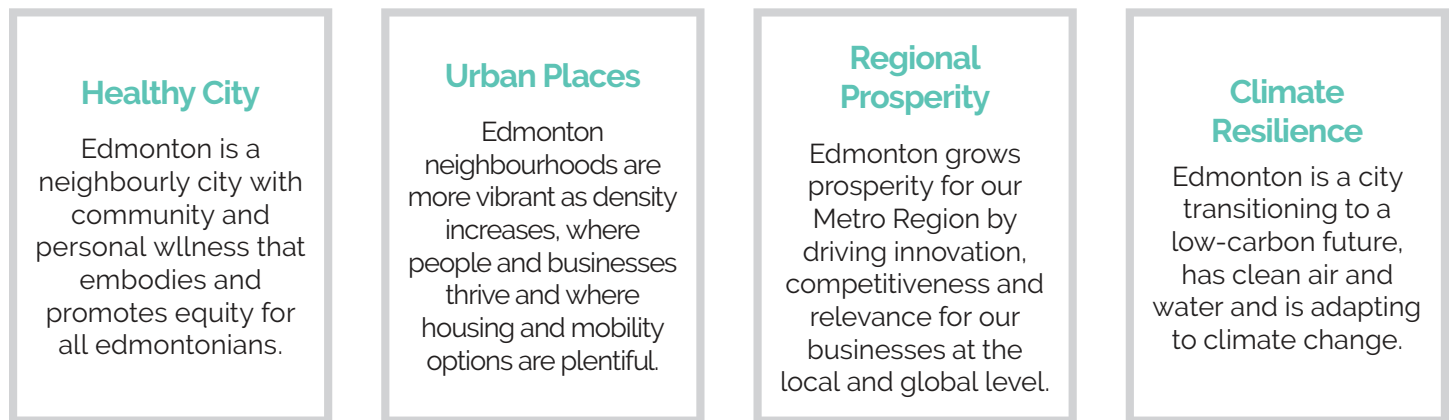 Healthy City
Edmonton is a
neighbourly city with
community and
personal wllness that
embodies and
promotes equity for
all edmontonians.
Urban Places
Edmonton
neighbourhoods are
more vibrant as density
increases, where
people and businesses
thrive and where
housing and mobility
options are plentiful.
Regional
Prosperity
Edmonton grows
prosperity for our
Metro Region by
driving innovation,
competitiveness and
relevance for our
businesses at the
local and global level.
Climate
Resilience
Edmonton is a city
transitioning to a
low-carbon future,
has clean air and
water and is adapting
to climate change.